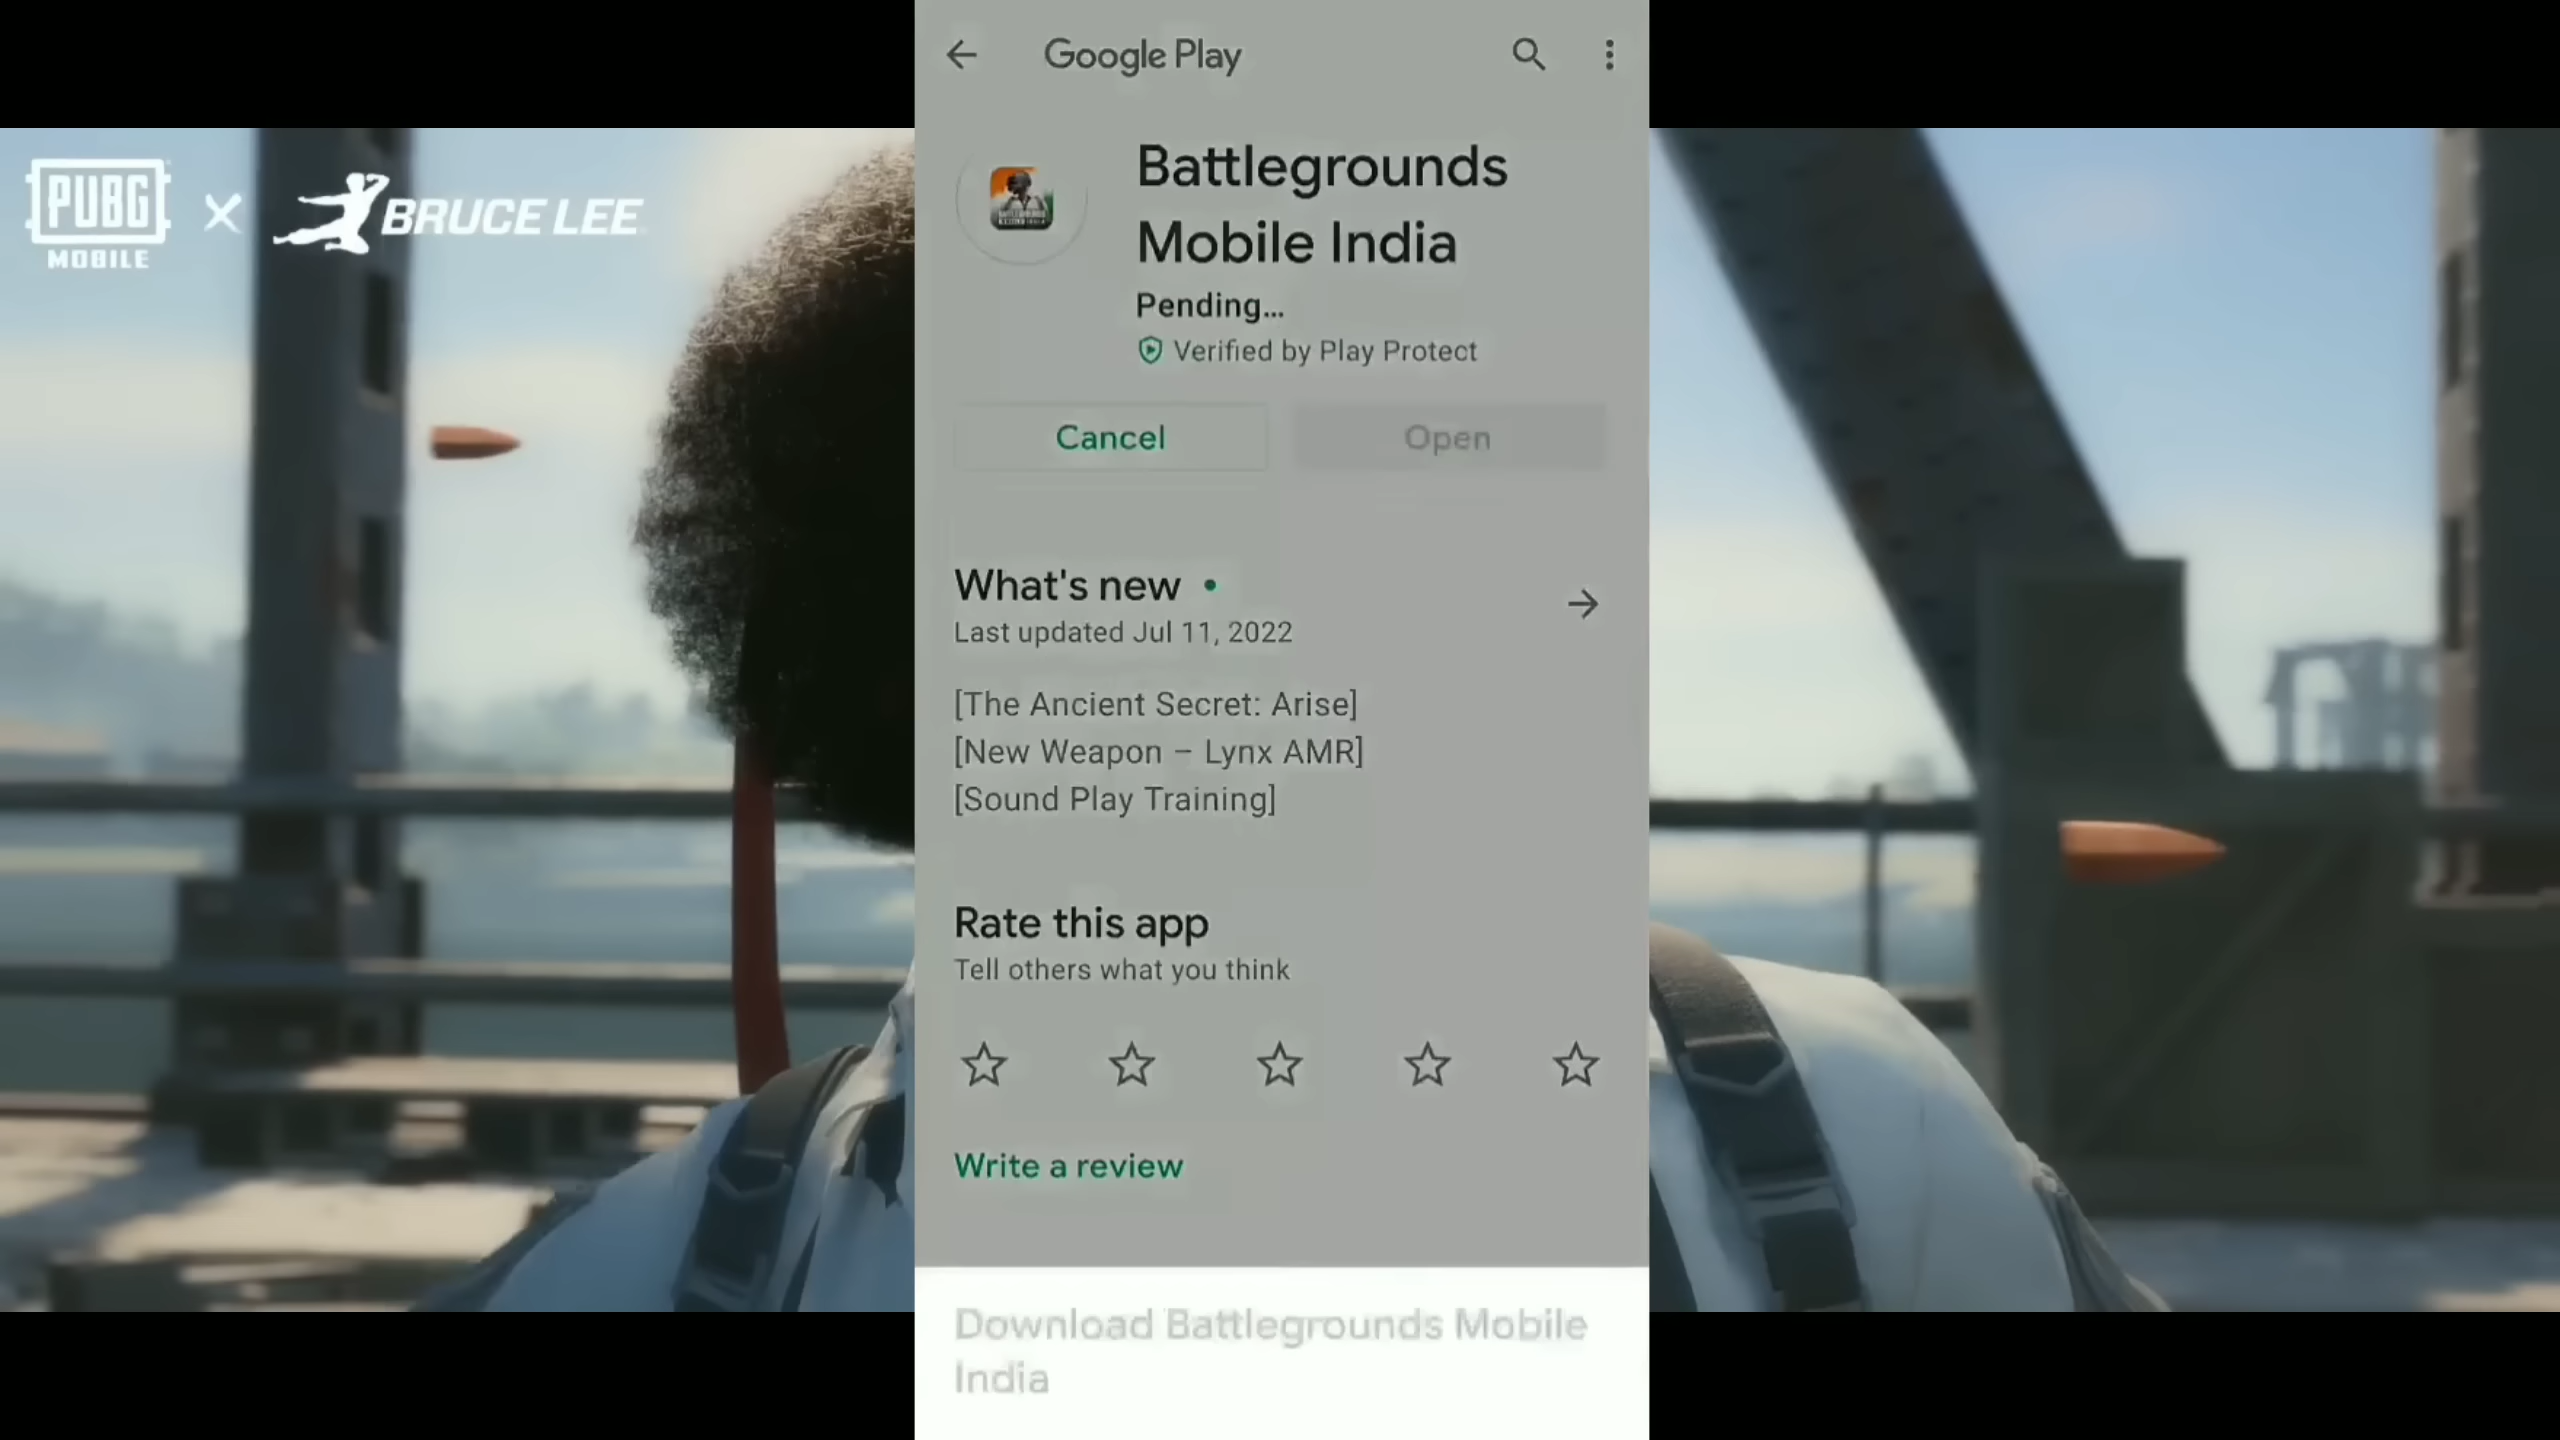 PUBG
MOBILE
X
BRUCE LEE
Google Play
Battlegrounds
Mobile India
Pending...
Verified by Play Protect
Cancel
Open
What's new •
Last updated Jul 11, 2022
[The Ancient Secret: Arise]
[New Weapon – Lynx AMR]
[Sound Play Training]
Rate this app
Tell others what you think
Write a review
Download Battlegrounds Mobile
India